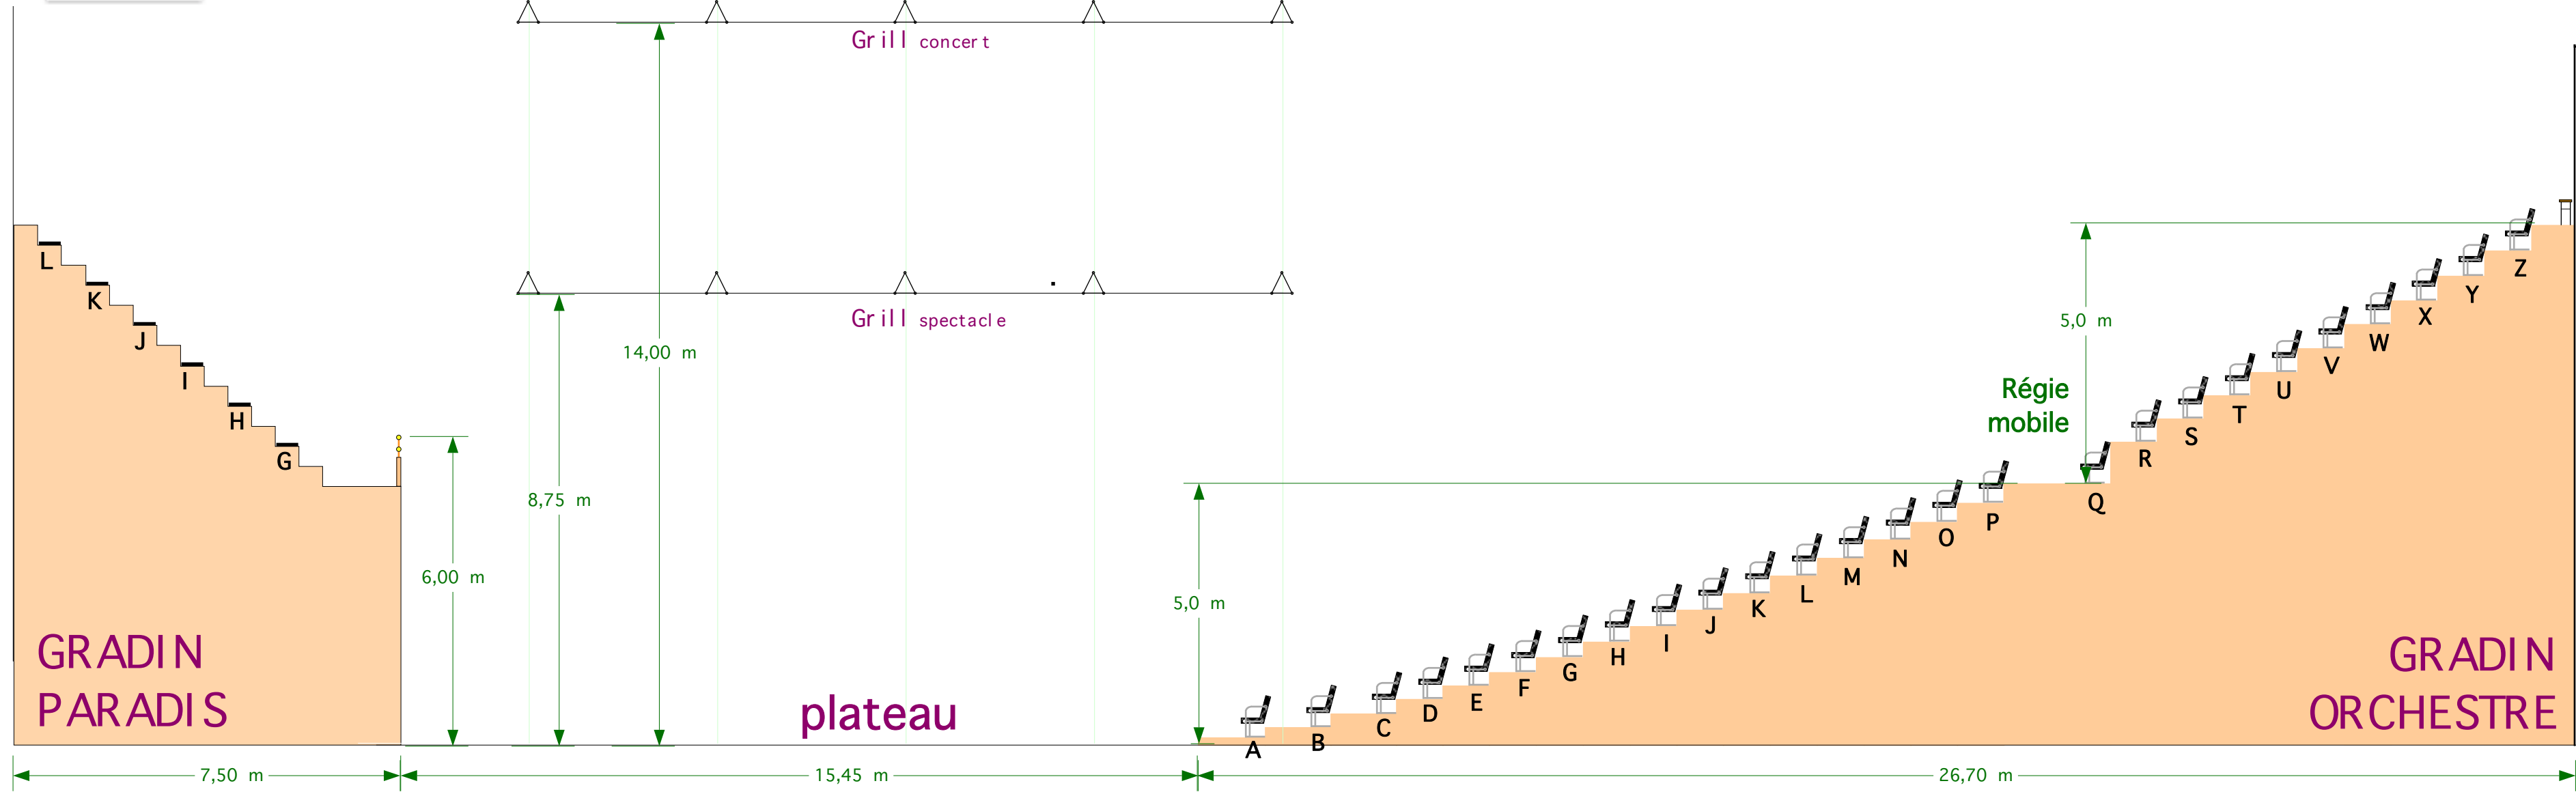 Grill concert
Grill spectacle
14,00 m
8,75 m
6,00 m
5,0 m
5,0 m
Régie
mobile
L
K
J
I
H
G
GRADIN
PARADIS
plateau
A
B
C
D
E
F
G
H
I
J
K
L
M
N
O
P
Q
R
S
T
U
V
W
X
Y
Z
GRADIN
ORCHESTRE
7,50 m
15,45 m
26,70 m